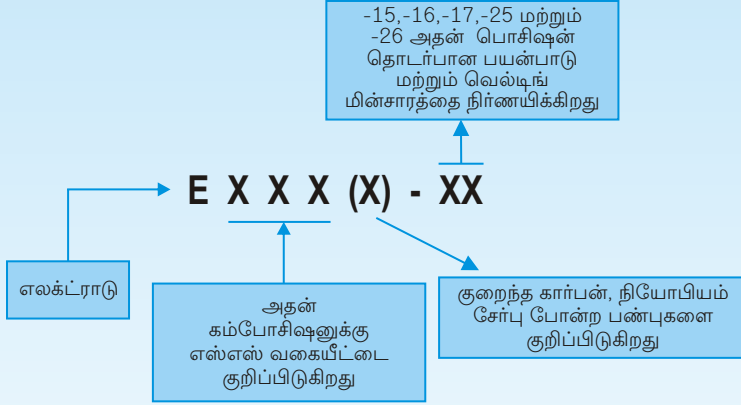 -15,-16,-17,-25 மற்றும்
-26 அதன் பொசிஷன்
தொடர்பான பயன்பாடு
மற்றும் வெல்டிங்
மின்சாரத்தை நிர்ணயிக்கிறது
E X X X (X) - XX
எலக்ட்ராடு
அதன்
கம்போசிஷனுக்கு
எஸ்எஸ் வகையீட்டை
குறிப்பிடுகிறது
குறைந்த கார்பன், நியோபியம்
சேர்பு போன்ற பண்புகளை
குறிப்பிடுகிறது